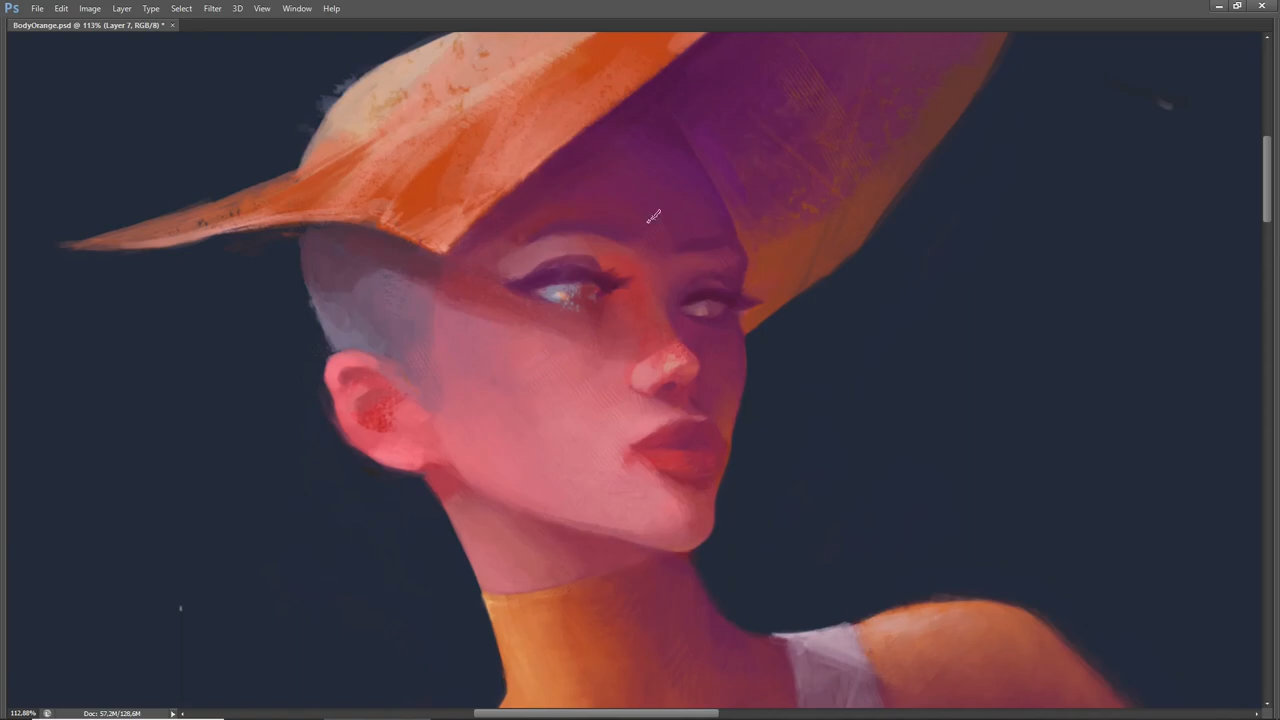 Ps File Edit Image Layer Type Select Filter 3D View Window Help
BodyOrange.psd @ 113% (Layer 7, RGB/8) * ×
112,88% Doc: 57,2M/128,6M